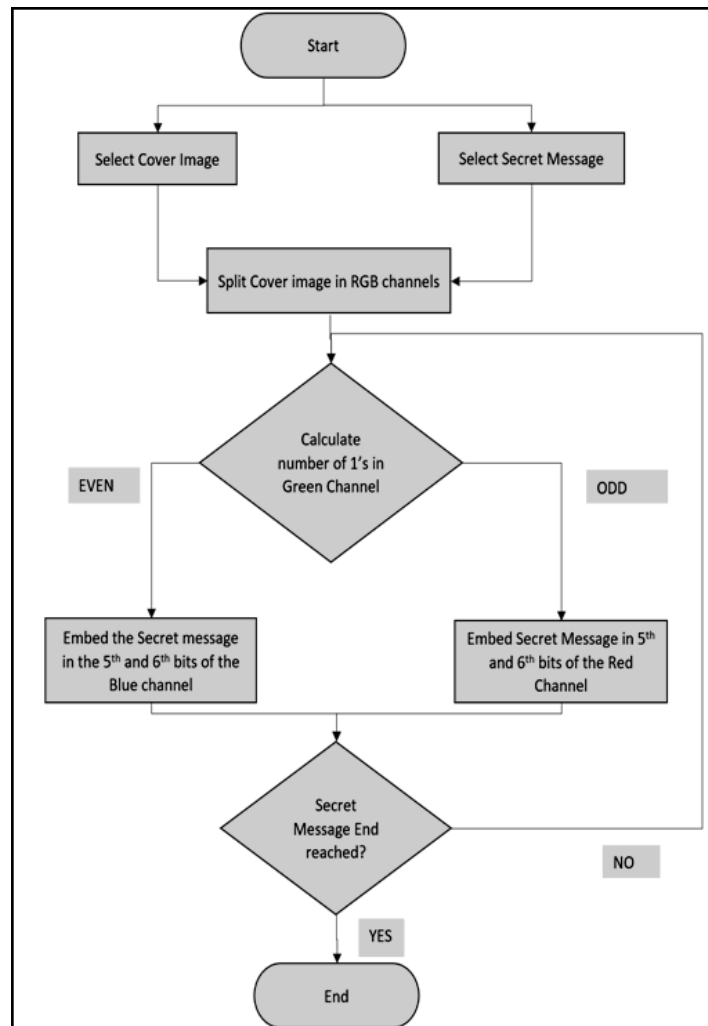 Start
Select Cover Image
Select Secret Message
Split Cover image in RGB channels
Calculate
number of 1's in
Green Channel
EVEN
ODD
Embed the Secret message
in the 5th and 6th bits of the
Blue channel
Embed Secret Message in 5th
and 6th bits of the Red
Channel
Secret
Message End
reached?
NO
YES
End